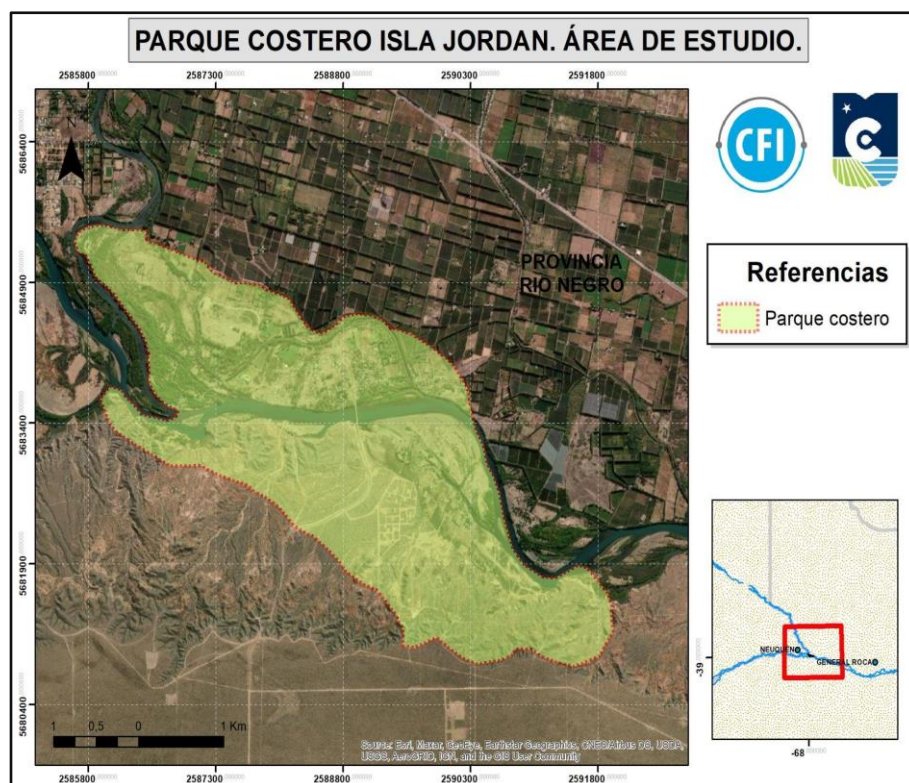 PARQUE COSTERO ISLA JORDAN. ÁREA DE ESTUDIO.
2585800
2587300
2588800
2590300
2591800
5686400
5684900
5683400
5681900
5680400
PROVINCIA
RIO NEGRO
1 0.5 0 1 Km
Source: Esri, Maxar, GeoEye, Earthstar Geographics, CNES/Airbus DS, USDA,
USGS, AeroGRID, IGN, and the GIS User Community
2585800
2587300
2588800
2590300
2591800
CFI
C
Referencias
Parque costero
NEUQUÉN
GENERAL ROCA
-39
-68